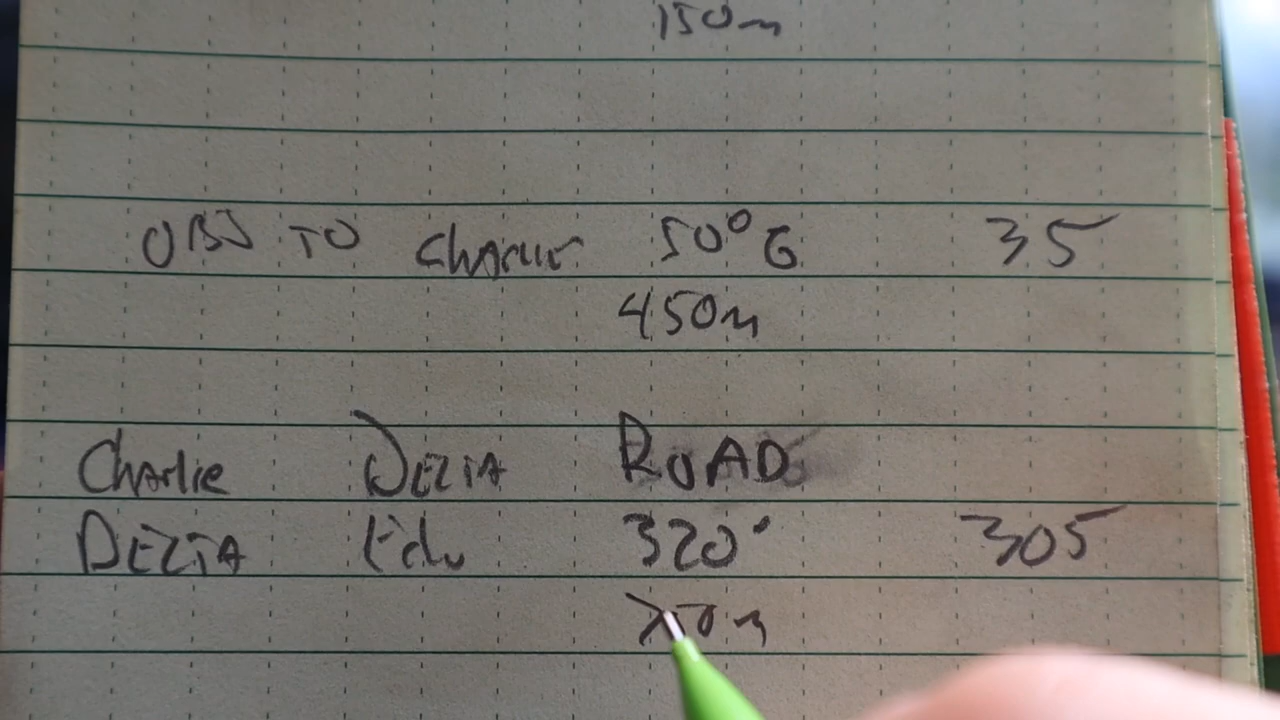 150m
OBJ TO Charlie 50° G 35
450m
Charlie DELTA ROAD
DELTA 320° 305